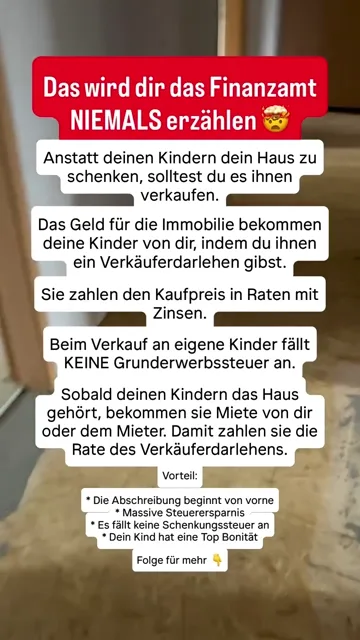 Das wird dir das Finanzamt
NIEMALS erzählen 🤯
Anstatt deinen Kindern dein Haus zu
schenken, solltest du es ihnen
verkaufen.
Das Geld für die Immobilie bekommen
deine Kinder von dir, indem du ihnen
ein Verkäuferdarlehen gibst.
Sie zahlen den Kaufpreis in Raten mit
Zinsen.
Beim Verkauf an eigene Kinder fällt
KEINE Grunderwerbssteuer an.
Sobald deinen Kindern das Haus
gehört, bekommen sie Miete von dir
oder dem Mieter. Damit zahlen sie die
Rate des Verkäuferdarlehens.
Vorteil:
* Die Abschreibung beginnt von vorne
* Massive Steuerersparnis
* Es fällt keine Schenkungssteuer an
* Dein Kind hat eine Top Bonität
Folge für mehr 👇